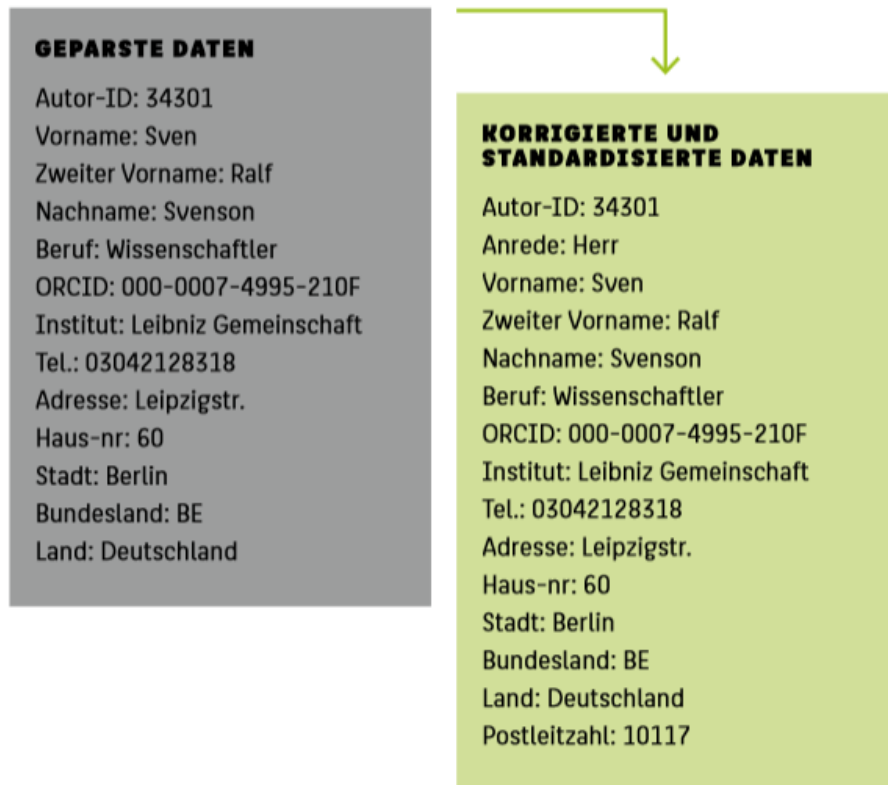 GEPARSTE DATEN
Autor-ID: 34301
Vorname: Sven
Zweiter Vorname: Ralf
Nachname: Svenson
Beruf: Wissenschaftler
ORCID: 000-0007-4995-210F
Institut: Leibniz Gemeinschaft
Tel.: 03042128318
Adresse: Leipzigstr.
Haus-nr: 60
Stadt: Berlin
Bundesland: BE
Land: Deutschland
KORRIGIERTE UND
STANDARDISIERTE DATEN
Autor-ID: 34301
Anrede: Herr
Vorname: Sven
Zweiter Vorname: Ralf
Nachname: Svenson
Beruf: Wissenschaftler
ORCID: 000-0007-4995-210F
Institut: Leibniz Gemeinschaft
Tel.: 03042128318
Adresse: Leipzigstr.
Haus-nr: 60
Stadt: Berlin
Bundesland: BE
Land: Deutschland
Postleitzahl: 10117